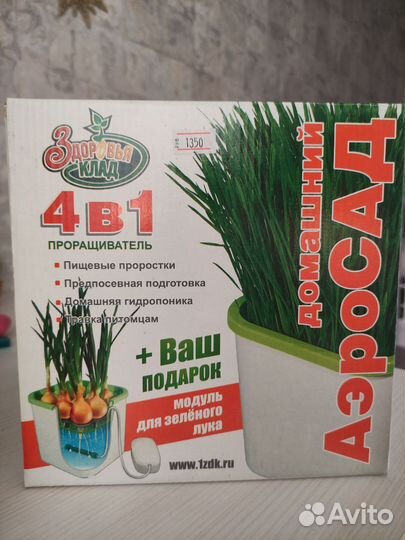 ЗДОРОВЬЯ
КЛАД
1350
4 в 1
ПРОРАЩИВАТЕЛЬ
▪ Пищевые проростки
▪ Предпосевная подготовка
▪ Домашняя гидропоника
▪ Травка питомцам
+ Ваш
ПОДАРОК
модуль
для зелёного
лука
www.1zdk.ru
домашний
АэроСАД
Avito